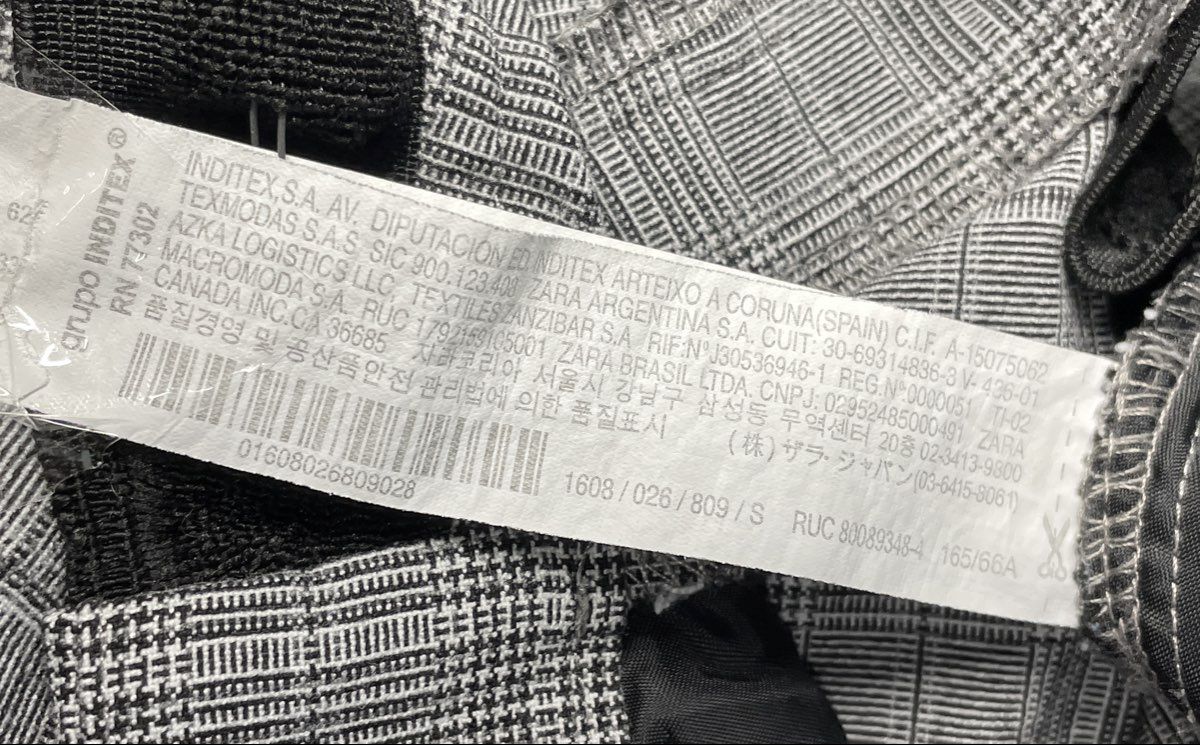 grupo INDITEX®
RN 77302
INDITEX,S.A. AV. DIPUTACIÓN ED INDITEX ARTEIXO A CORUNA(SPAIN) C.I.F. A-15075062
TEXMODAS S.A.S SIC 900.123.408 ZARA ARGENTINA S.A. CUIT: 30-69314836-3 V- 436-01
AZKA LOGISTICS LLC TEXTILES ZANZIBAR S.A RIF:Nº J30536946-1 REG Nº0000051 TI-02
MACROMODA S.A. RUC 1792159105001 ZARA BRASIL LTDA. CNPJ: 02952485000491 ZARA
CANADA INC.CA 36685 자라코리아 서울시 강남구 삼성동 무역센터 20층 02-3413-9800
품질경영 및 공산품안전 관리법에 의한 품질표시 (株) ザラ・ジャパン(03-6415-8061)
01608026809028
1608 / 026 / 809 / S RUC 80089348-4 165/66A